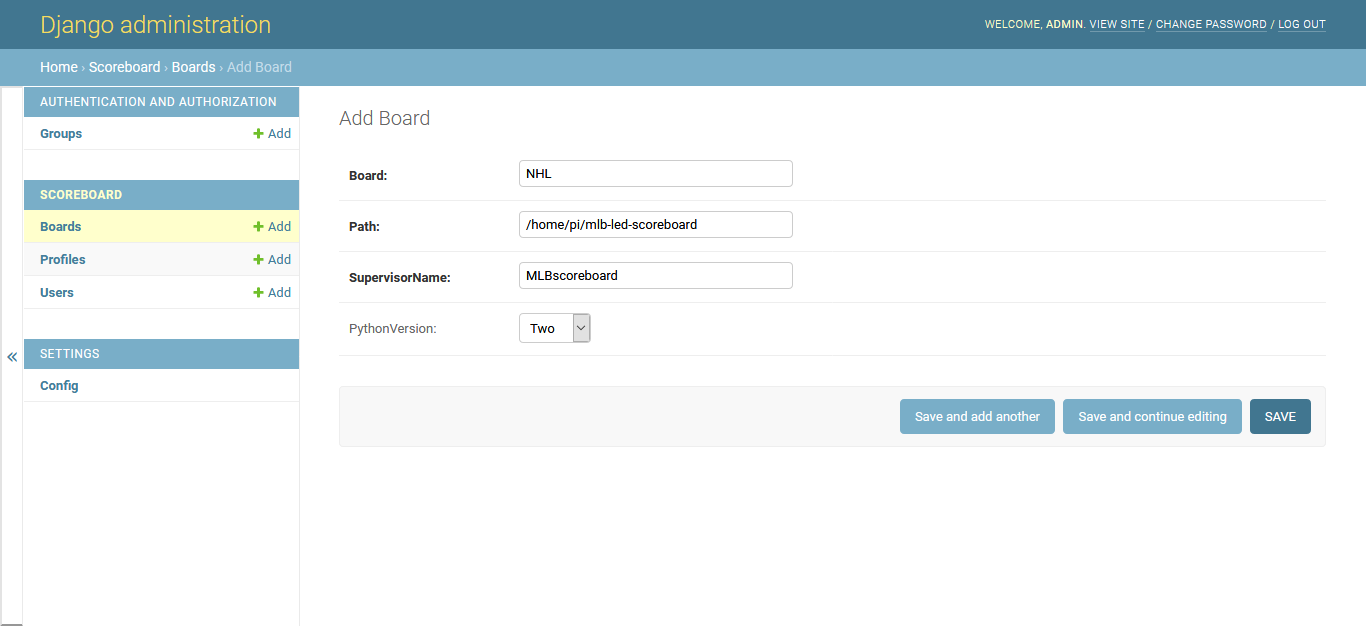 Django administration
WELCOME, ADMIN. VIEW SITE / CHANGE PASSWORD / LOG OUT
Home › Scoreboard › Boards › Add Board
AUTHENTICATION AND AUTHORIZATION
Groups + Add
SCOREBOARD
Boards + Add
Profiles + Add
Users + Add
SETTINGS
Config
«
Add Board
Board: NHL
Path: /home/pi/mlb-led-scoreboard
SupervisorName: MLBscoreboard
PythonVersion: Two
Save and add another Save and continue editing SAVE